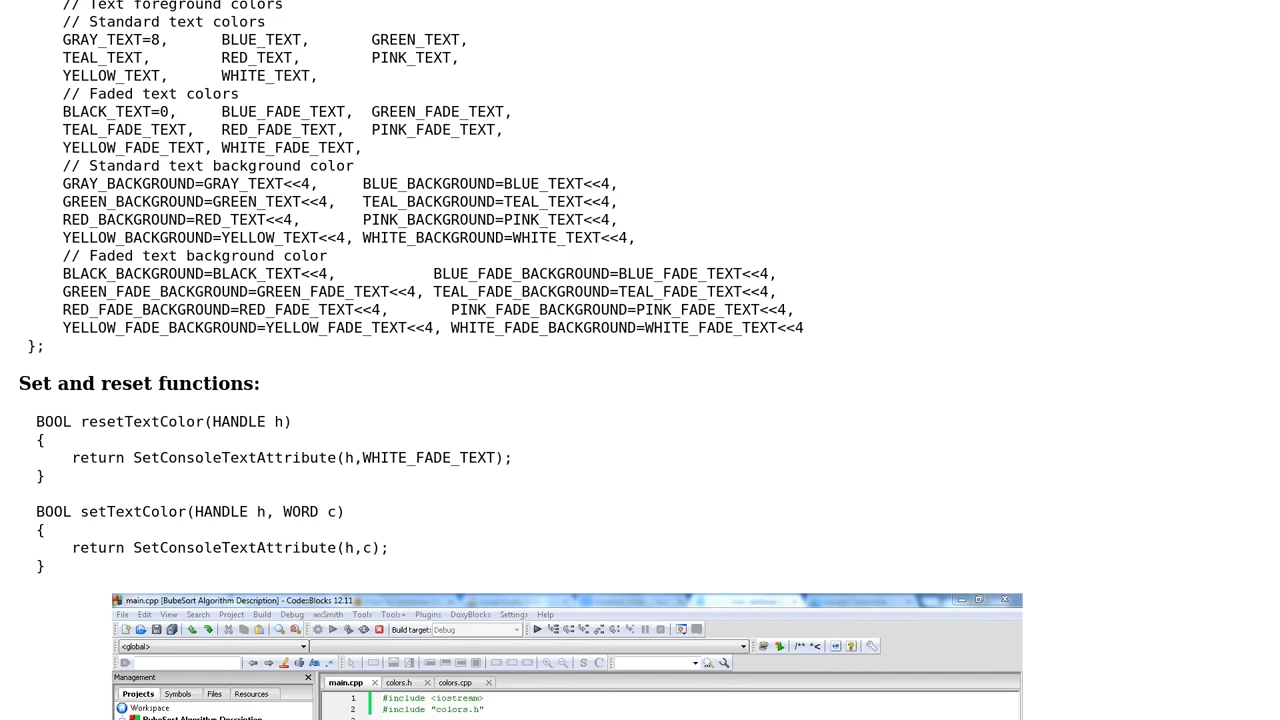 // Text foreground colors
// Standard text colors
GRAY_TEXT=8,      BLUE_TEXT,       GREEN_TEXT,
TEAL_TEXT,        RED_TEXT,        PINK_TEXT,
YELLOW_TEXT,      WHITE_TEXT,
// Faded text colors
BLACK_TEXT=0,     BLUE_FADE_TEXT,  GREEN_FADE_TEXT,
TEAL_FADE_TEXT,   RED_FADE_TEXT,   PINK_FADE_TEXT,
YELLOW_FADE_TEXT, WHITE_FADE_TEXT,
// Standard text background color
GRAY_BACKGROUND=GRAY_TEXT<<4,     BLUE_BACKGROUND=BLUE_TEXT<<4,
GREEN_BACKGROUND=GREEN_TEXT<<4,   TEAL_BACKGROUND=TEAL_TEXT<<4,
RED_BACKGROUND=RED_TEXT<<4,       PINK_BACKGROUND=PINK_TEXT<<4,
YELLOW_BACKGROUND=YELLOW_TEXT<<4, WHITE_BACKGROUND=WHITE_TEXT<<4,
// Faded text background color
BLACK_BACKGROUND=BLACK_TEXT<<4,           BLUE_FADE_BACKGROUND=BLUE_FADE_TEXT<<4,
GREEN_FADE_BACKGROUND=GREEN_FADE_TEXT<<4, TEAL_FADE_BACKGROUND=TEAL_FADE_TEXT<<4,
RED_FADE_BACKGROUND=RED_FADE_TEXT<<4,       PINK_FADE_BACKGROUND=PINK_FADE_TEXT<<4,
YELLOW_FADE_BACKGROUND=YELLOW_FADE_TEXT<<4, WHITE_FADE_BACKGROUND=WHITE_FADE_TEXT<<4
};
Set and reset functions:
BOOL resetTextColor(HANDLE h)
{
return SetConsoleTextAttribute(h,WHITE_FADE_TEXT);
}
BOOL setTextColor(HANDLE h, WORD c)
{
return SetConsoleTextAttribute(h,c);
}
main.cpp [BubeSort Algorithm Description] - Code::Blocks 12.11
File Edit View Search Project Build Debug wxSmith Tools Tools+ Plugins DoxyBlocks Settings Help
Build target: Debug
<global>
/** *<
Management
main.cpp colors.h colors.cpp
Projects Symbols Files Resources
1 #include <iostream>
Workspace
2 #include "colors.h"
BubeSort Algorithm Description